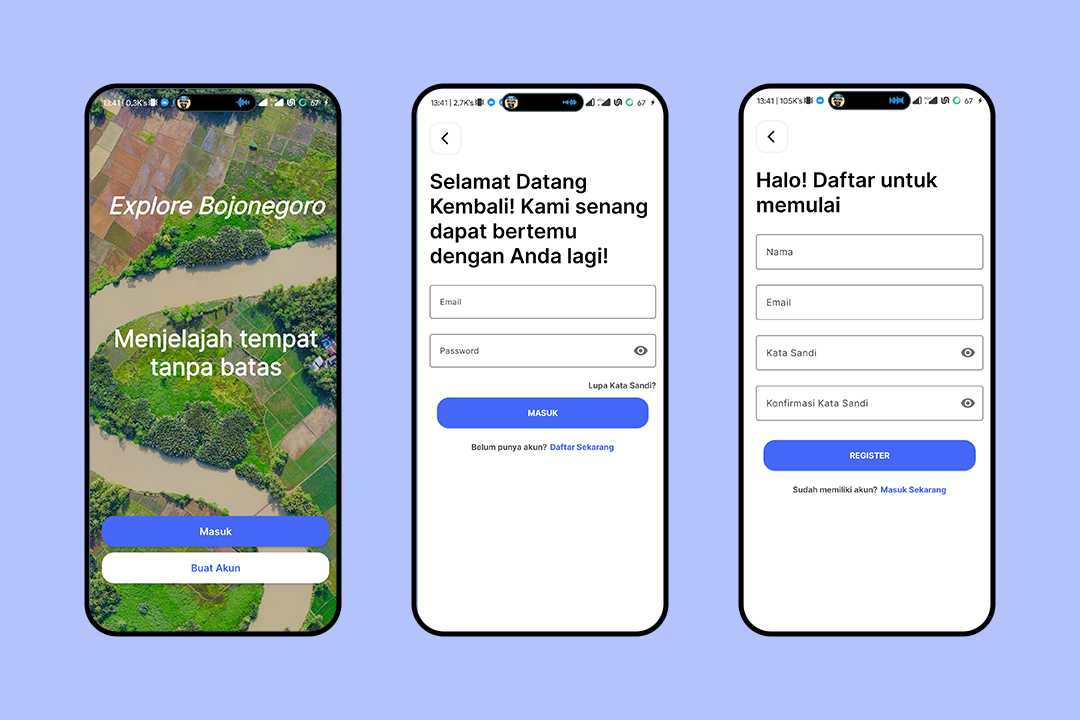 13:41 | 0,3K's
67
Explore Bojonegoro
Menjelajah tempat
tanpa batas
Masuk
Buat Akun
13:41 | 2,7K's
67
Selamat Datang
Kembali! Kami senang
dapat bertemu
dengan Anda lagi!
Email
Password
Lupa Kata Sandi?
MASUK
Belum punya akun? Daftar Sekarang
13:41 | 105K's
67
Halo! Daftar untuk
memulai
Nama
Email
Kata Sandi
Konfirmasi Kata Sandi
REGISTER
Sudah memiliki akun? Masuk Sekarang